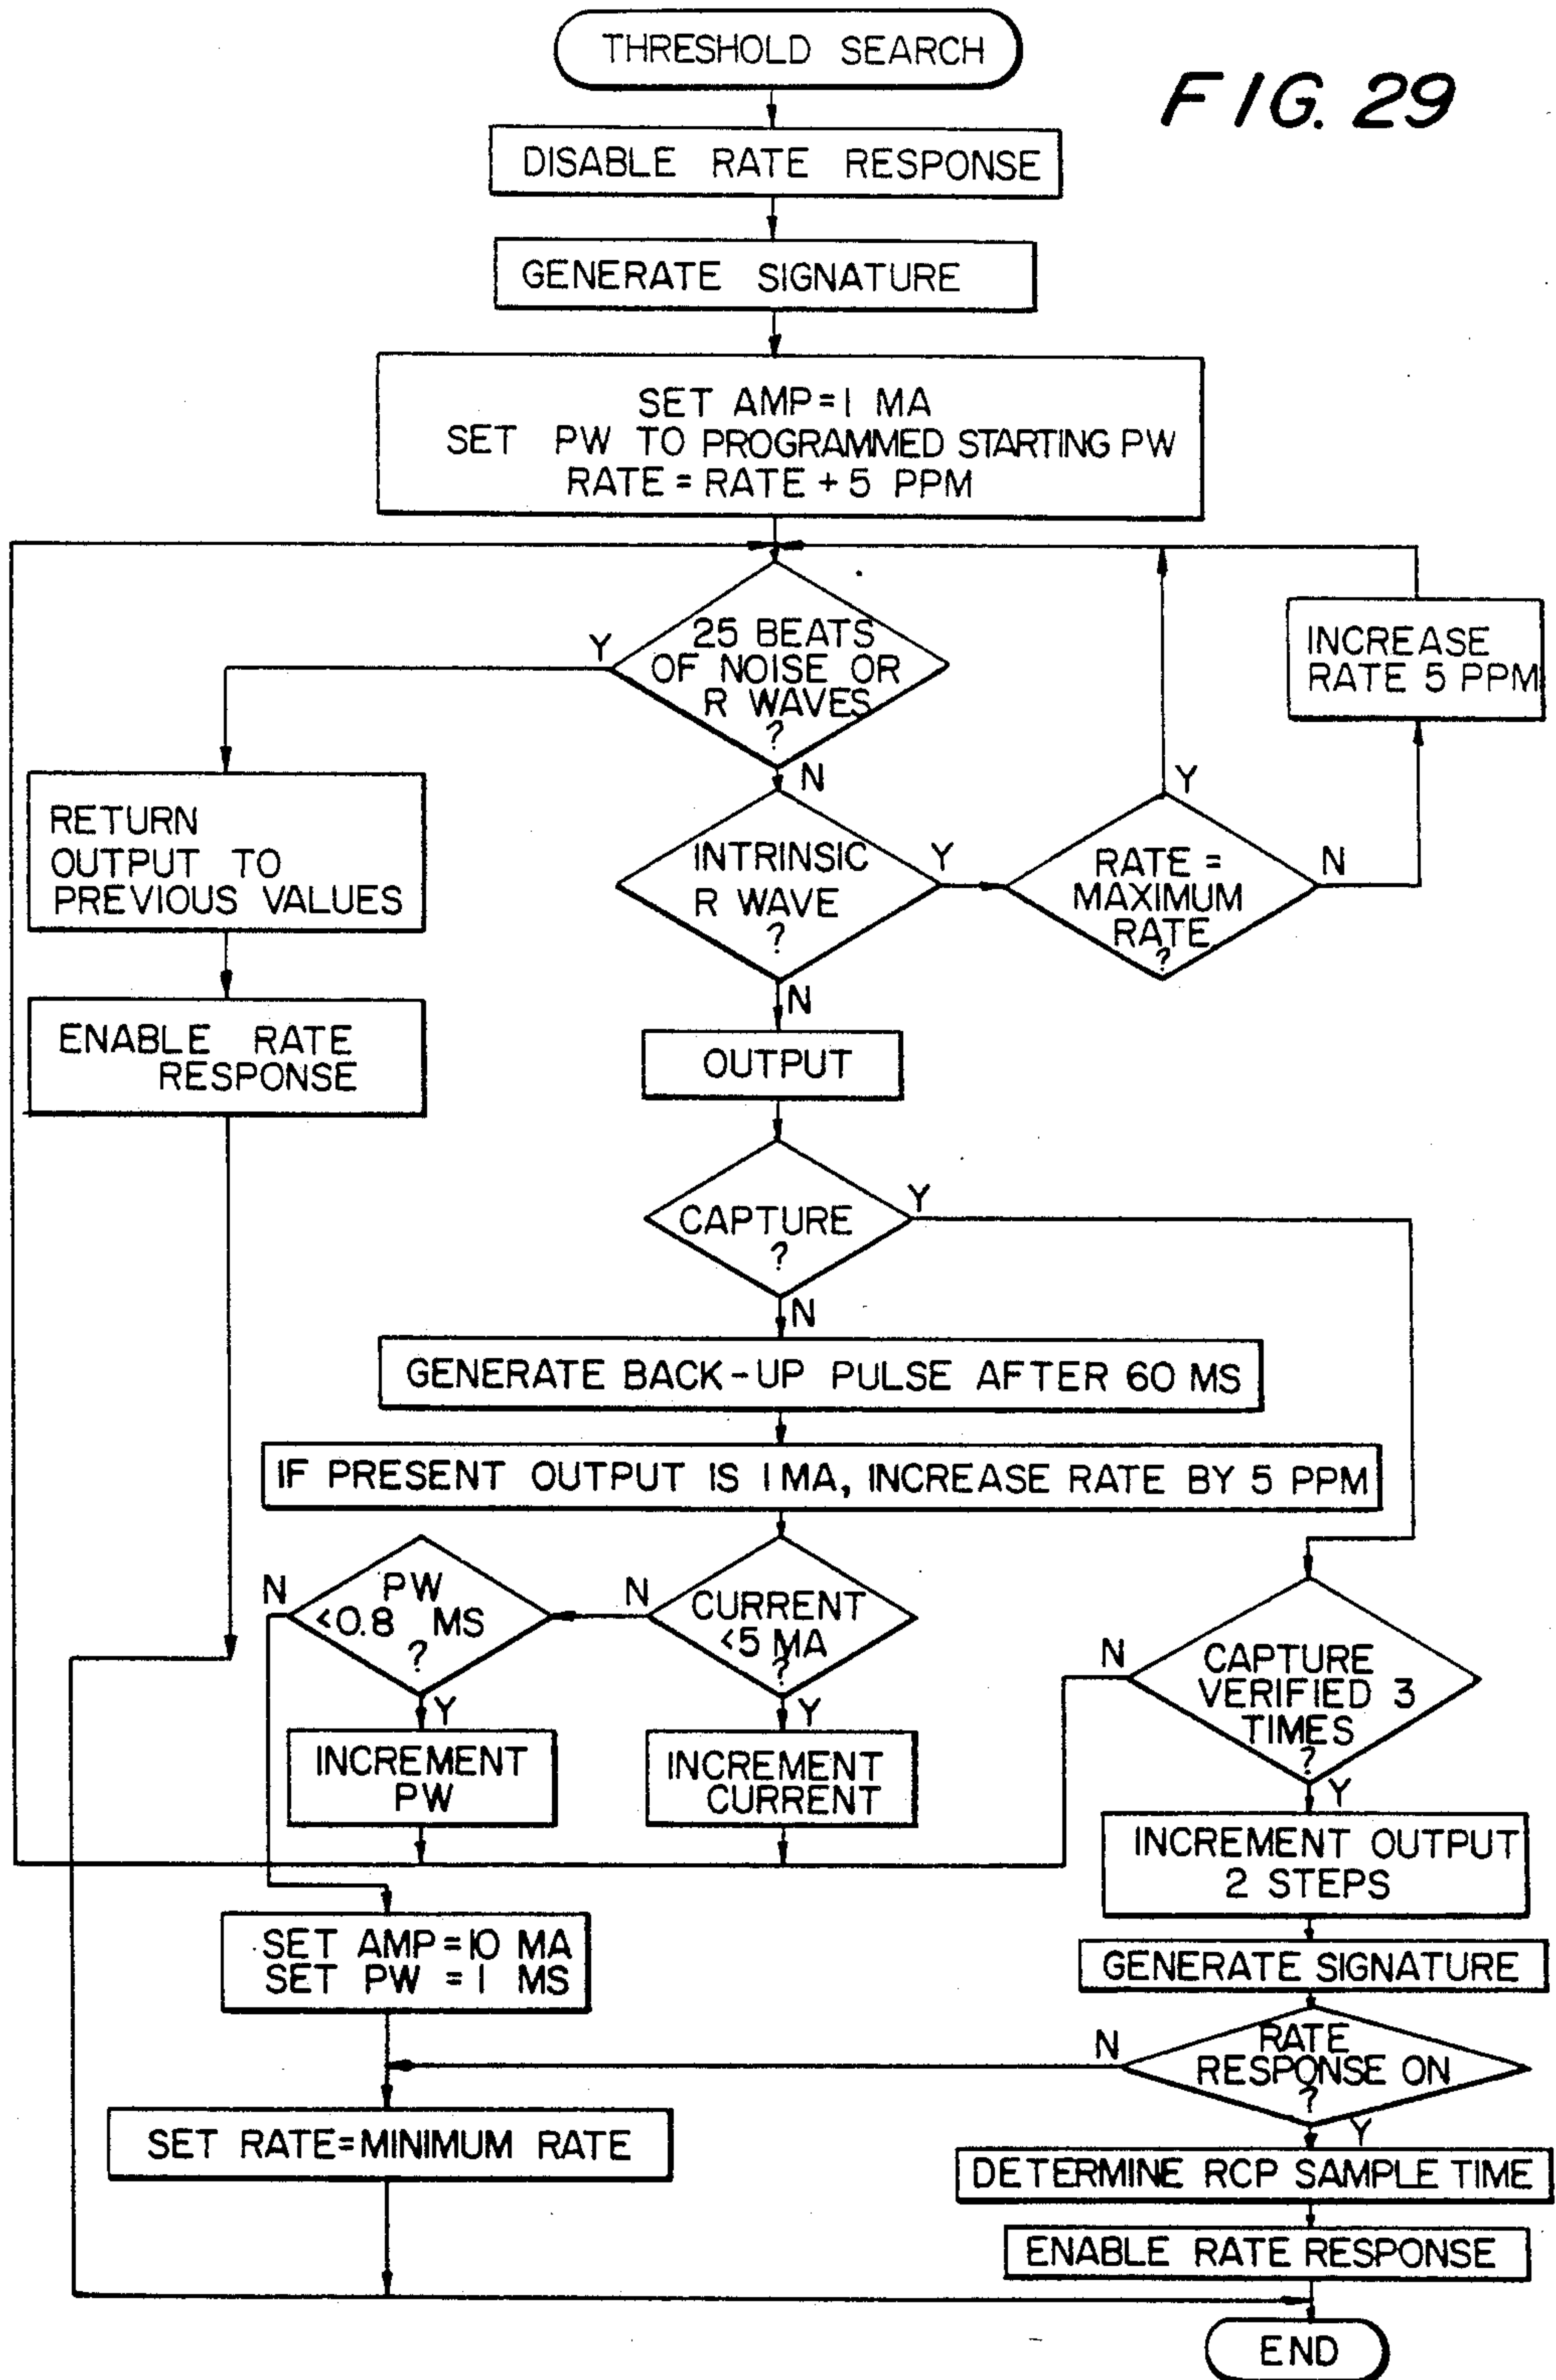 THRESHOLD SEARCH
FIG. 29
DISABLE RATE RESPONSE
GENERATE SIGNATURE
SET AMP=1 MA
SET PW TO PROGRAMMED STARTING PW
RATE = RATE + 5 PPM
25 BEATS
OF NOISE OR
R WAVES
?
Y
N
INCREASE
RATE 5 PPM
RETURN
OUTPUT TO
PREVIOUS VALUES
INTRINSIC
R WAVE
?
Y
N
RATE =
MAXIMUM
RATE
?
Y
N
ENABLE RATE
RESPONSE
OUTPUT
CAPTURE
?
Y
N
GENERATE BACK-UP PULSE AFTER 60 MS
IF PRESENT OUTPUT IS 1 MA, INCREASE RATE BY 5 PPM
PW
<0.8 MS
?
N
Y
CURRENT
<5 MA
?
N
Y
CAPTURE
VERIFIED 3
TIMES
?
N
Y
INCREMENT
PW
INCREMENT
CURRENT
INCREMENT OUTPUT
2 STEPS
SET AMP=10 MA
SET PW = 1 MS
GENERATE SIGNATURE
RATE
RESPONSE ON
?
N
Y
SET RATE=MINIMUM RATE
DETERMINE RCP SAMPLE TIME
ENABLE RATE RESPONSE
END